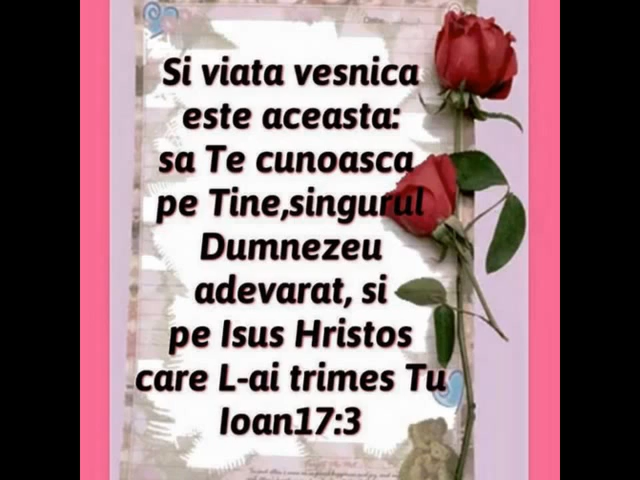 Si viata vesnica
este aceasta:
sa Te cunoasca
pe Tine,singurul
Dumnezeu
adevarat, si
pe Isus Hristos
care L-ai trimes Tu
Ioan17:3